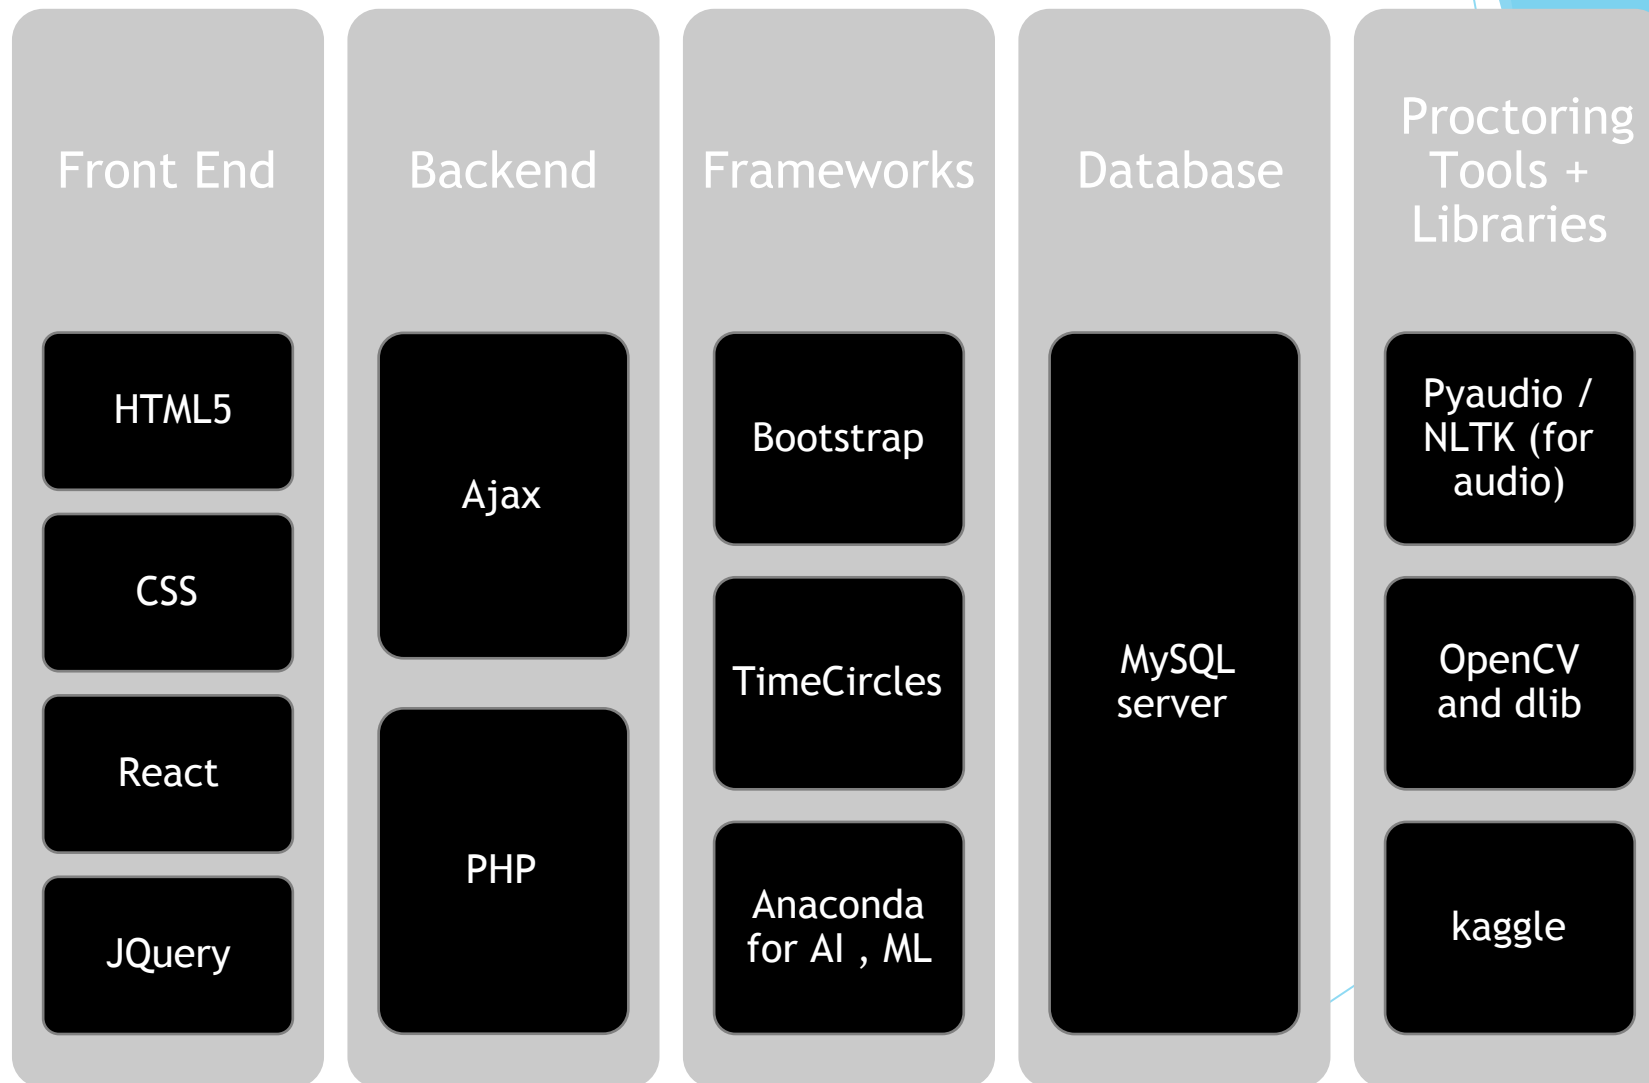 Front End
HTML5
CSS
React
JQuery
Backend
Ajax
PHP
Frameworks
Bootstrap
TimeCircles
Anaconda
for AI , ML
Database
MySQL
server
Proctoring
Tools +
Libraries
Pyaudio /
NLTK (for
audio)
OpenCV
and dlib
kaggle